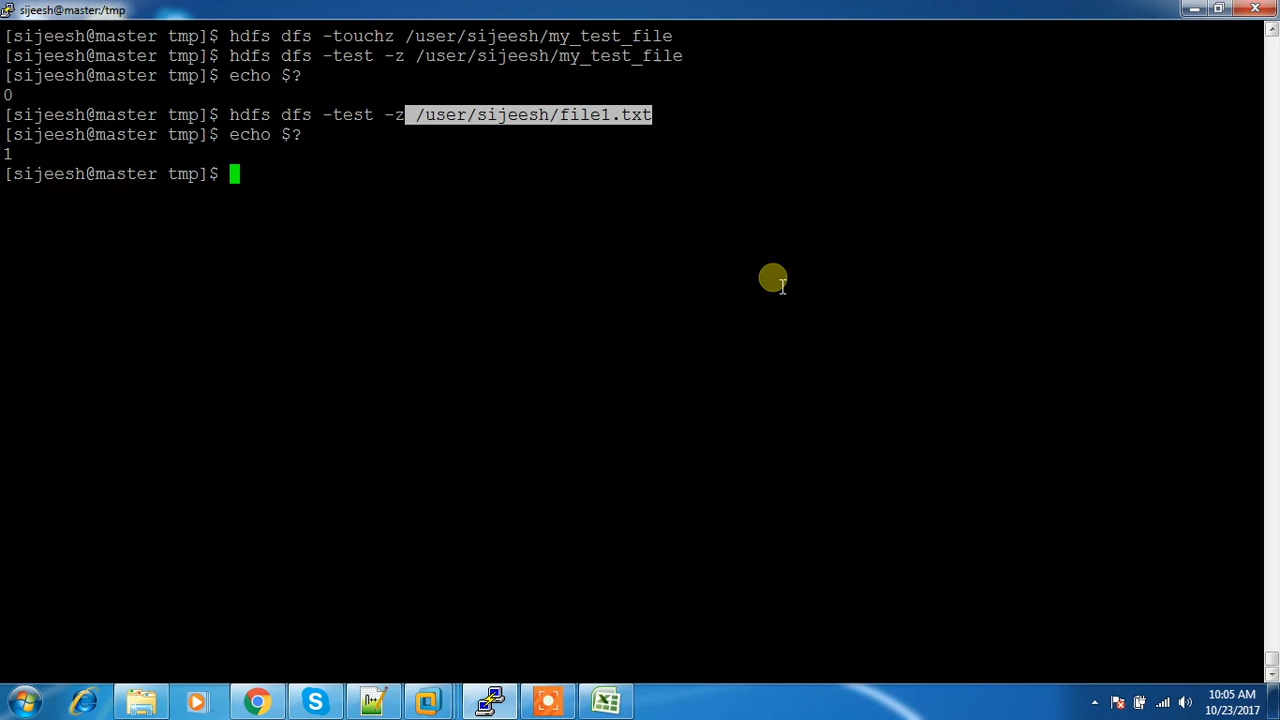 sijeesh@master:/tmp
[sijeesh@master tmp]$ hdfs dfs -touchz /user/sijeesh/my_test_file
[sijeesh@master tmp]$ hdfs dfs -test -z /user/sijeesh/my_test_file
[sijeesh@master tmp]$ echo $?
0
[sijeesh@master tmp]$ hdfs dfs -test -z /user/sijeesh/file1.txt
[sijeesh@master tmp]$ echo $?
1
[sijeesh@master tmp]$
10:05 AM
10/23/2017